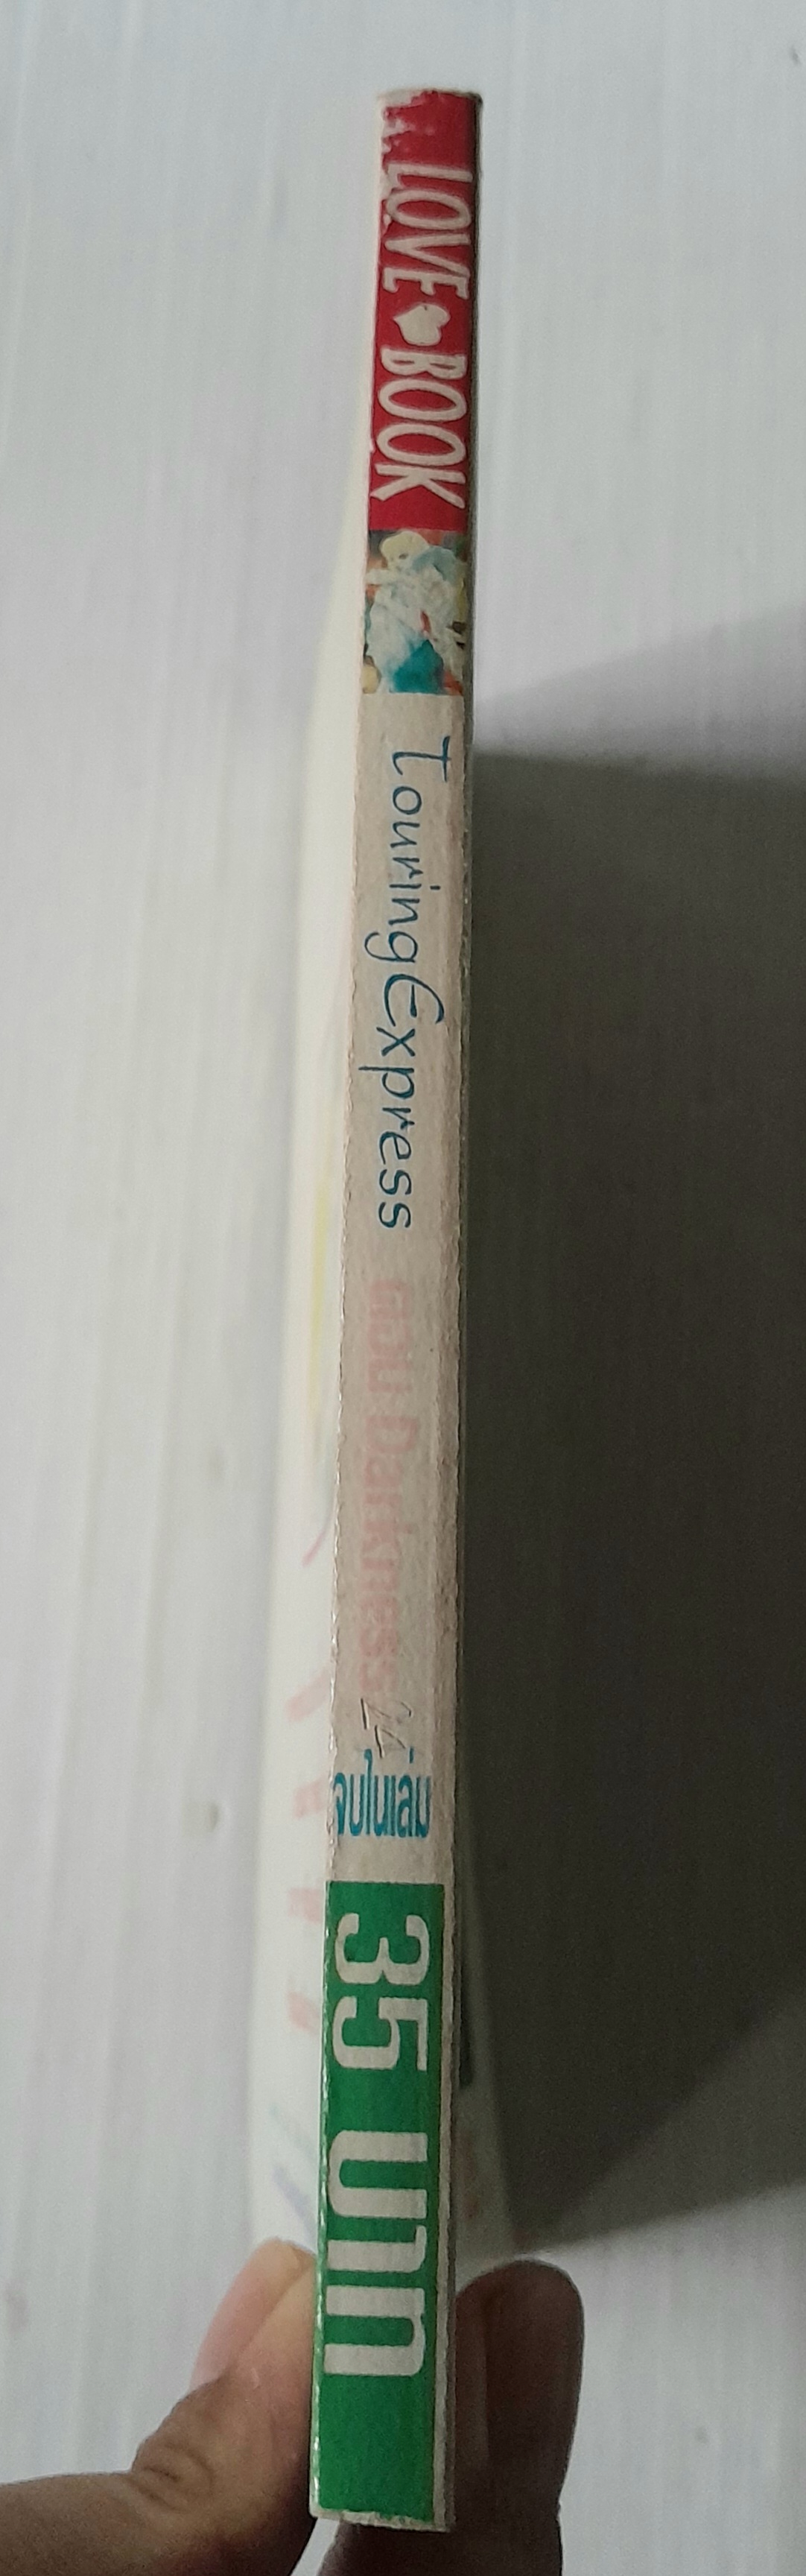 LOVE BOOK
Touring Express
ตอน Darkness 24
จบในเล่ม
35 บาท